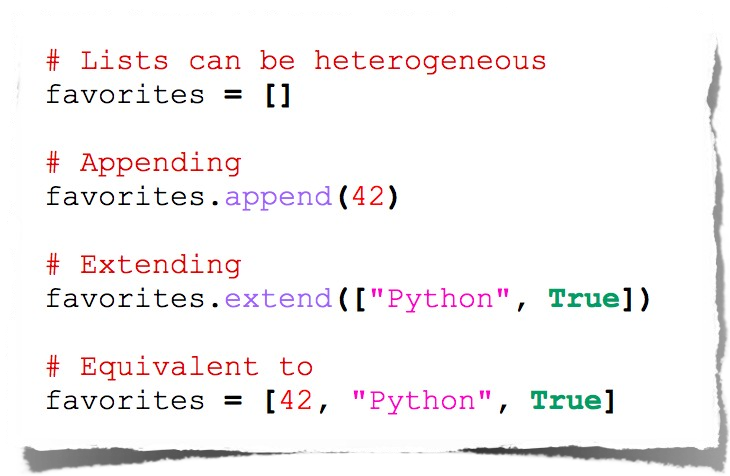 # Lists can be heterogeneous
favorites = []
# Appending
favorites.append(42)
# Extending
favorites.extend(["Python", True])
# Equivalent to
favorites = [42, "Python", True]